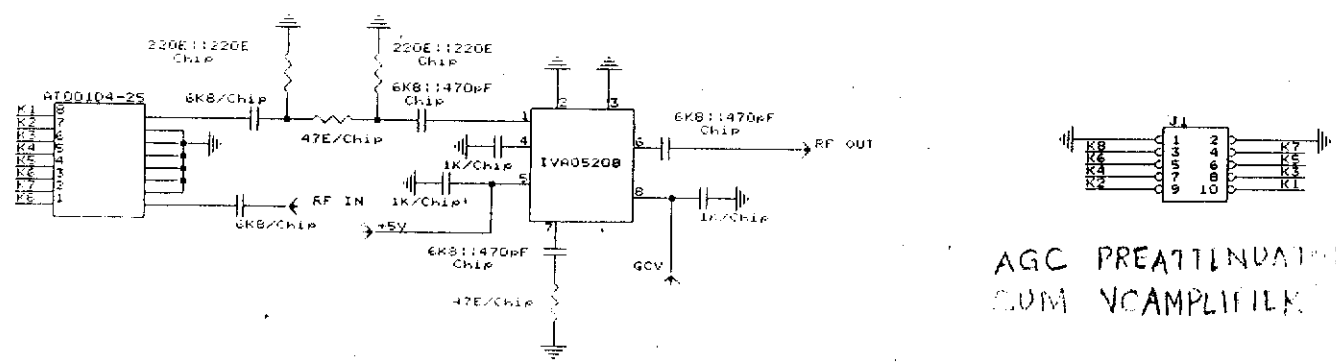 220E||220E
Chip
220E||220E
Chip
AT001D4-25
6K8/Chip
47E/Chip
6K8||470pF
Chip
K1 8
K2 7
K3 6
K4 5
K5 4
K6 3
K7 2
K8 1
6K8/Chip
RF IN
1
4
5
2
3
6
8
7
IVA05208
1K/Chip
1K/Chip
+5V
6K8||470pF
Chip
47E/Chip
6K8||470pF
Chip
RF OUT
1K/Chip
GCV
J1
1 2
K8 3 4 K7
K6 5 6 K5
K4 7 8 K3
K2 9 10 K1
AGC
CUM